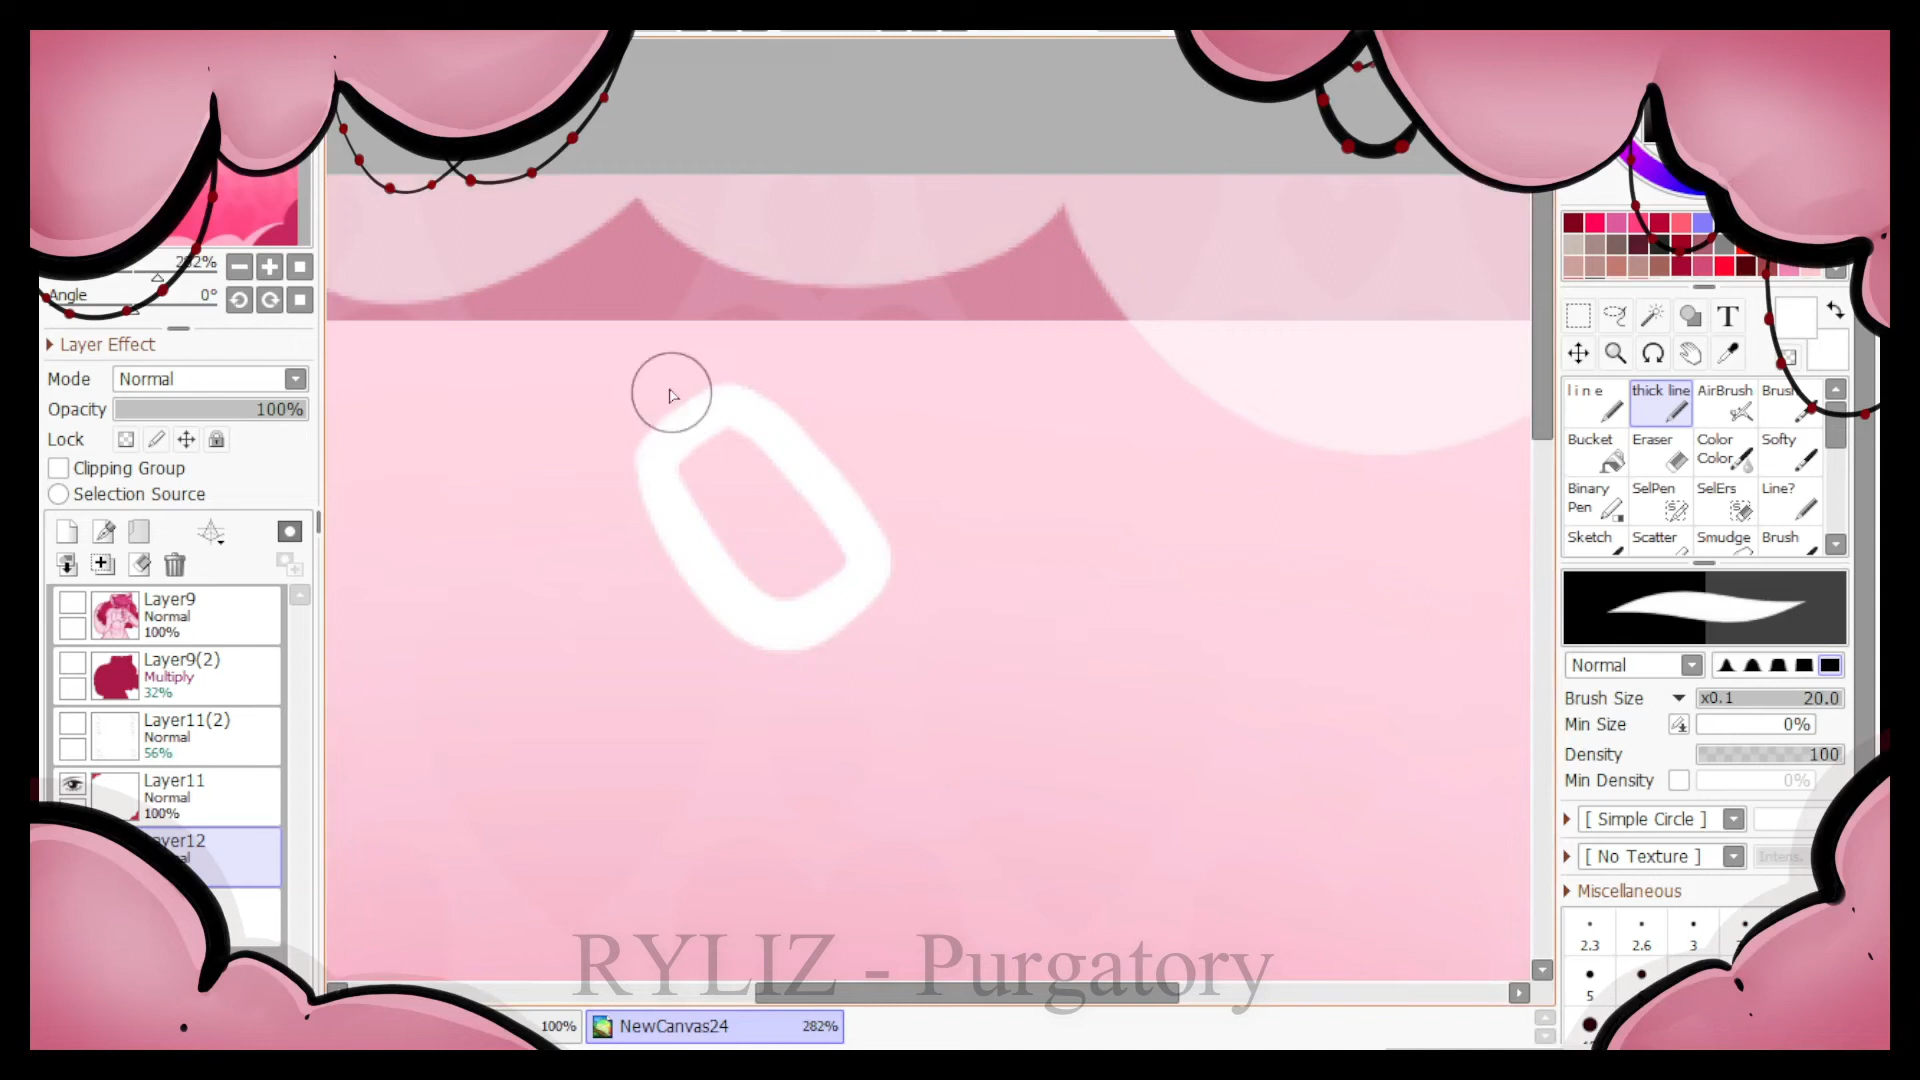 282%
Angle 0°
Layer Effect
Mode Normal
Opacity 100%
Lock
Clipping Group
Selection Source
Layer9
Normal
100%
Layer9(2)
Multiply
32%
Layer11(2)
Normal
56%
Layer11
Normal
100%
RYLIZ - Purgatory
100%
NewCanvas24 282%
T
line
thick line
AirBrush
Bucket
Eraser
Color
Color
Softy
Binary
Pen
SelPen
SelErs
Line?
Sketch
Scatter
Smudge
Brush
Normal
Brush Size x0.1 20.0
Min Size 0%
Density 100
Min Density 0%
[ Simple Circle ]
[ No Texture ] Intens.
Miscellaneous
2.3 2.6 3
5